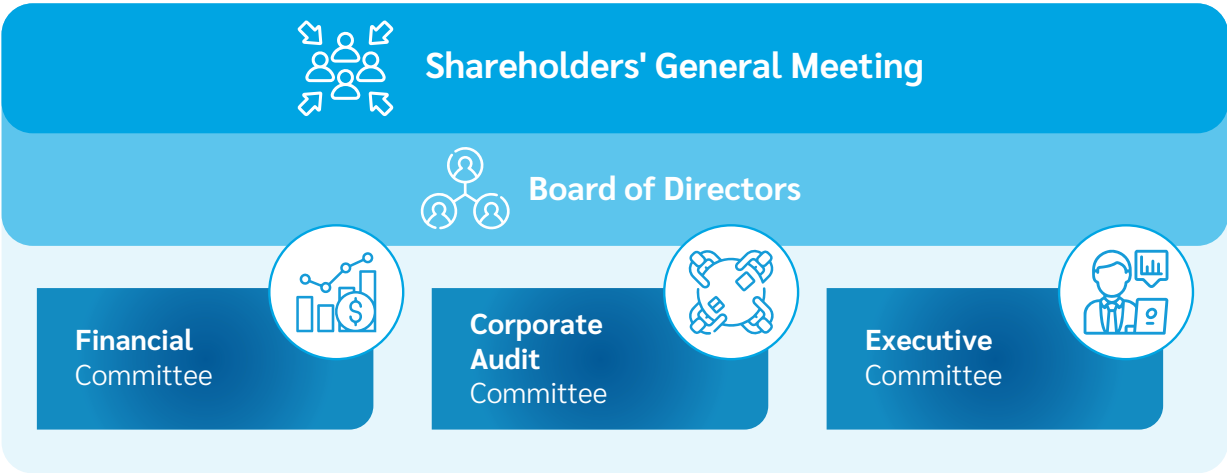 Shareholders' General Meeting
Board of Directors
$
Financial
Committee
Corporate
Audit
Committee
Executive
Committee